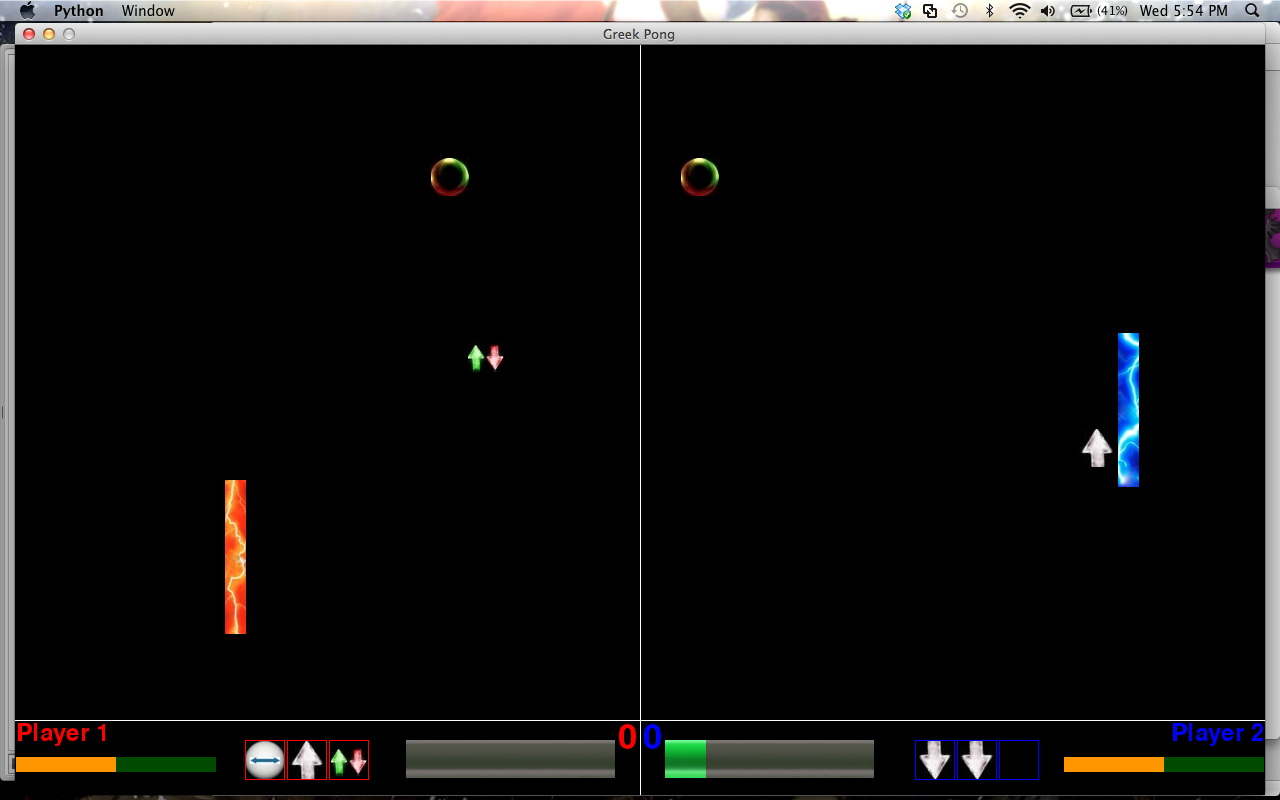 Python Window (41%) Wed 5:54 PM
Greek Pong
Player 1 0 0 Player 2